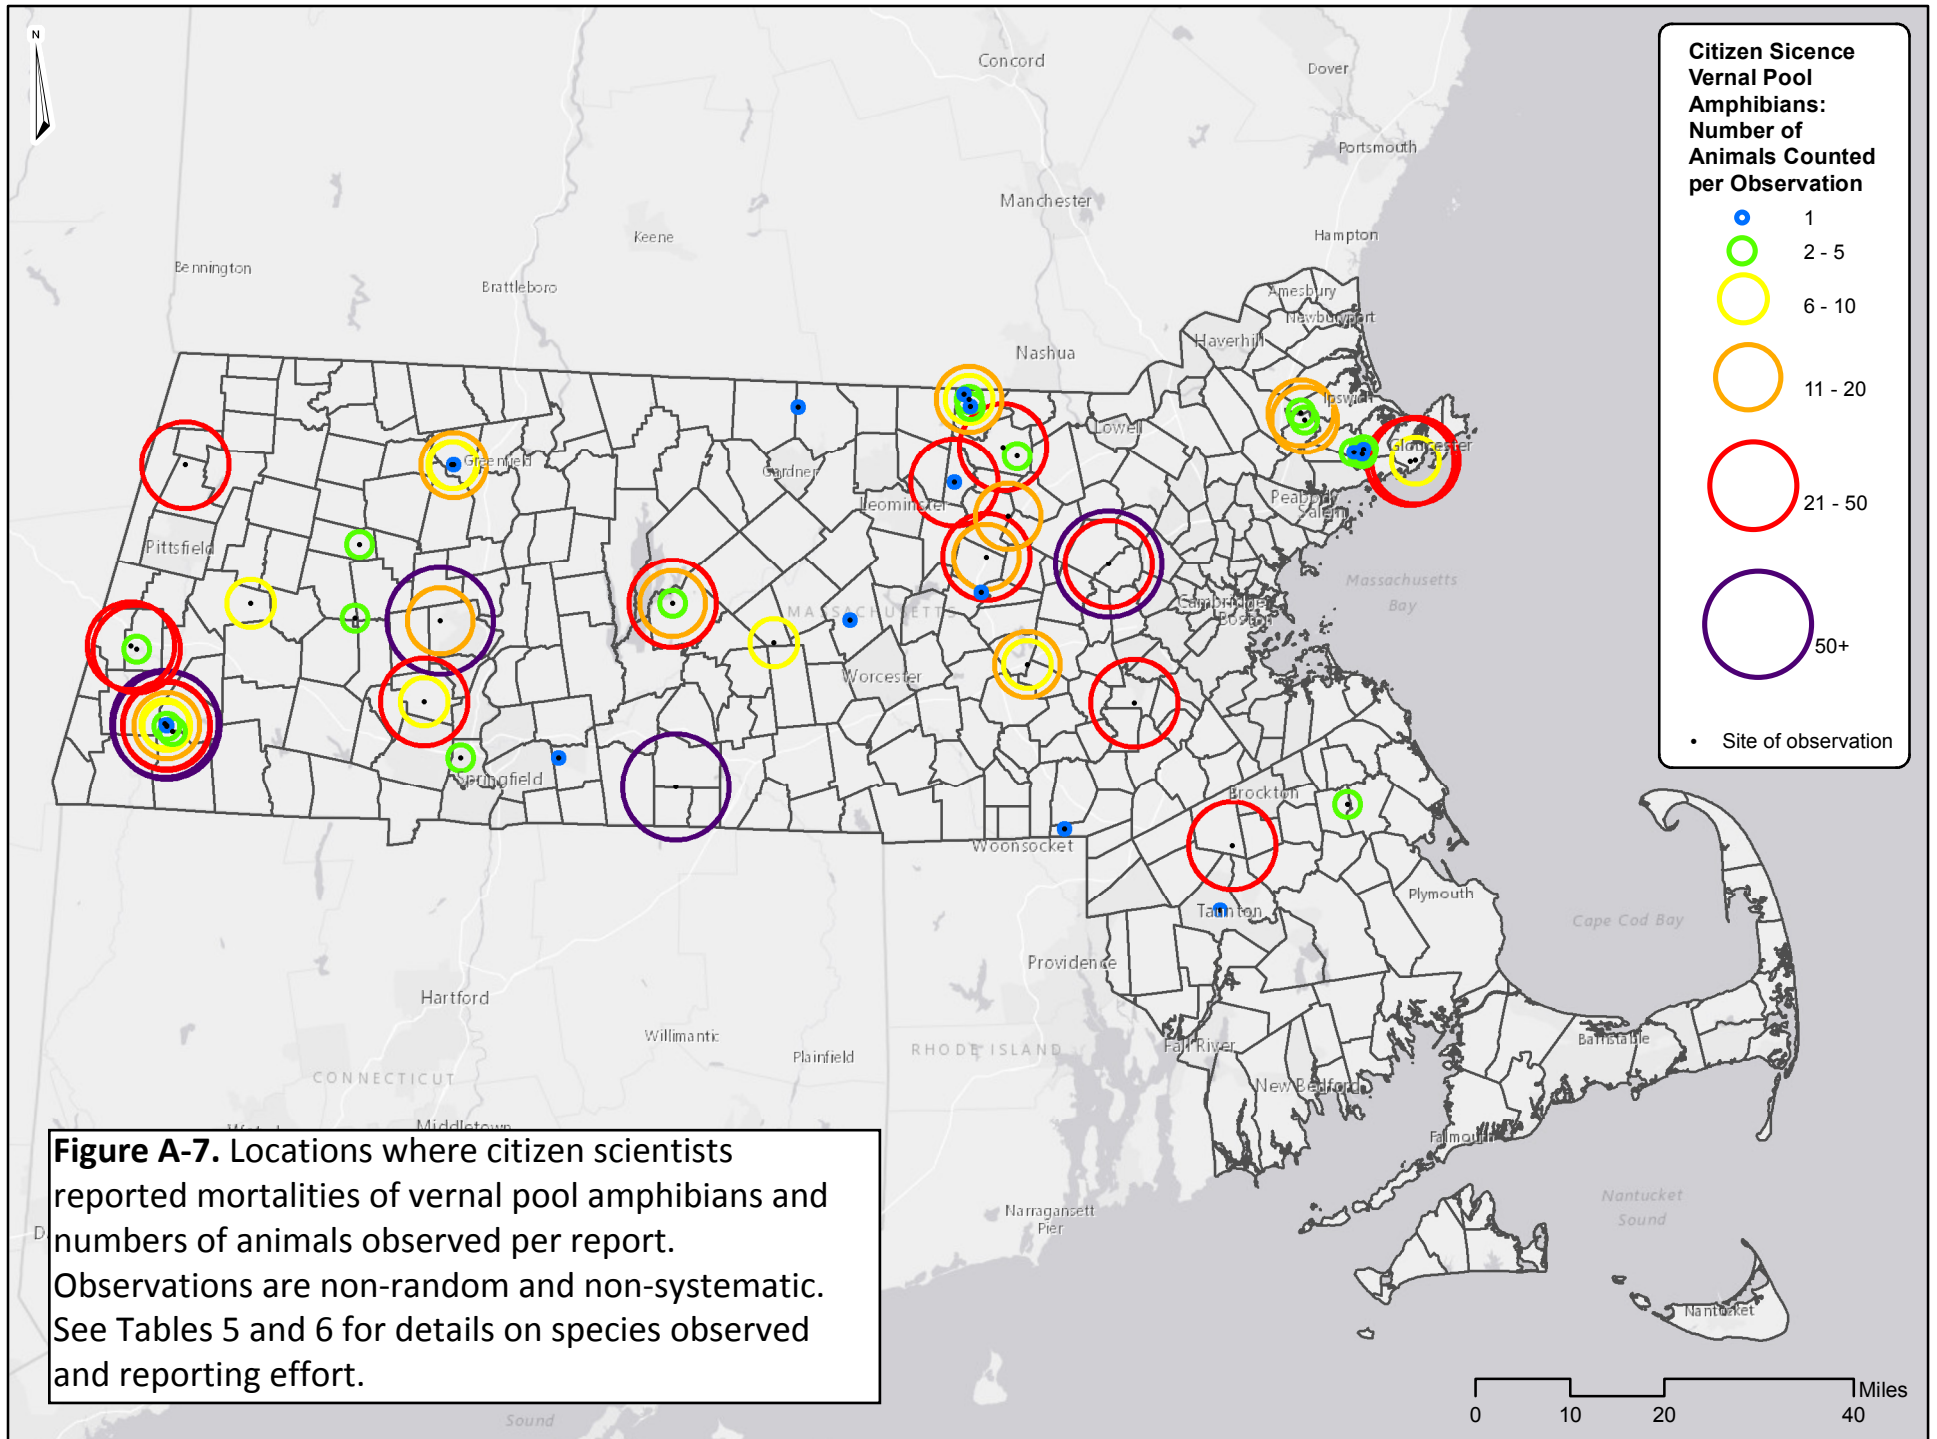 N
Concord
Dover
Portsmouth
Manchester
Keene
Hampton
Bennington
Brattleboro
Amesbury
Newburyport
Haverhill
Nashua
Ipswich
Lowell
Gloucester
Greenfield
Gardner
Leominster
Peabody
Salem
Pittsfield
Massachusetts
Bay
MASSACHUSETTS
Cambridge
Boston
Worcester
Springfield
Brockton
Woonsocket
Plymouth
Taunton
Cape Cod Bay
Providence
Hartford
Willimantic
Plainfield
RHODE ISLAND
Fall River
Barnstable
CONNECTICUT
New Bedford
Middletown
Falmouth
Narragansett
Pier
Nantucket
Sound
Nantucket
Sound
Citizen Sicence
Vernal Pool
Amphibians:
Number of
Animals Counted
per Observation
1
2 - 5
6 - 10
11 - 20
21 - 50
50+
Site of observation
Figure A-7. Locations where citizen scientists
reported mortalities of vernal pool amphibians and
numbers of animals observed per report.
Observations are non-random and non-systematic.
See Tables 5 and 6 for details on species observed
and reporting effort.
Miles
0 10 20 40